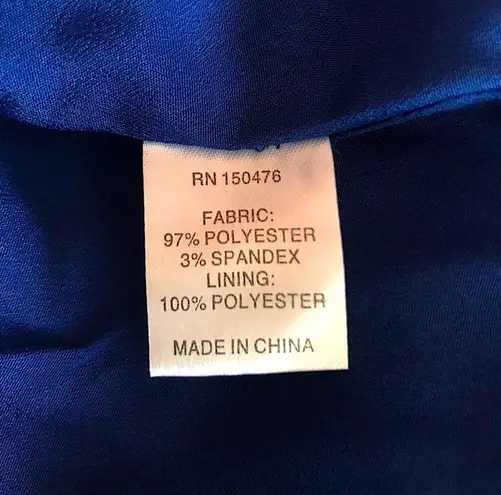 RN 150476
FABRIC:
97% POLYESTER
3% SPANDEX
LINING:
100% POLYESTER
MADE IN CHINA